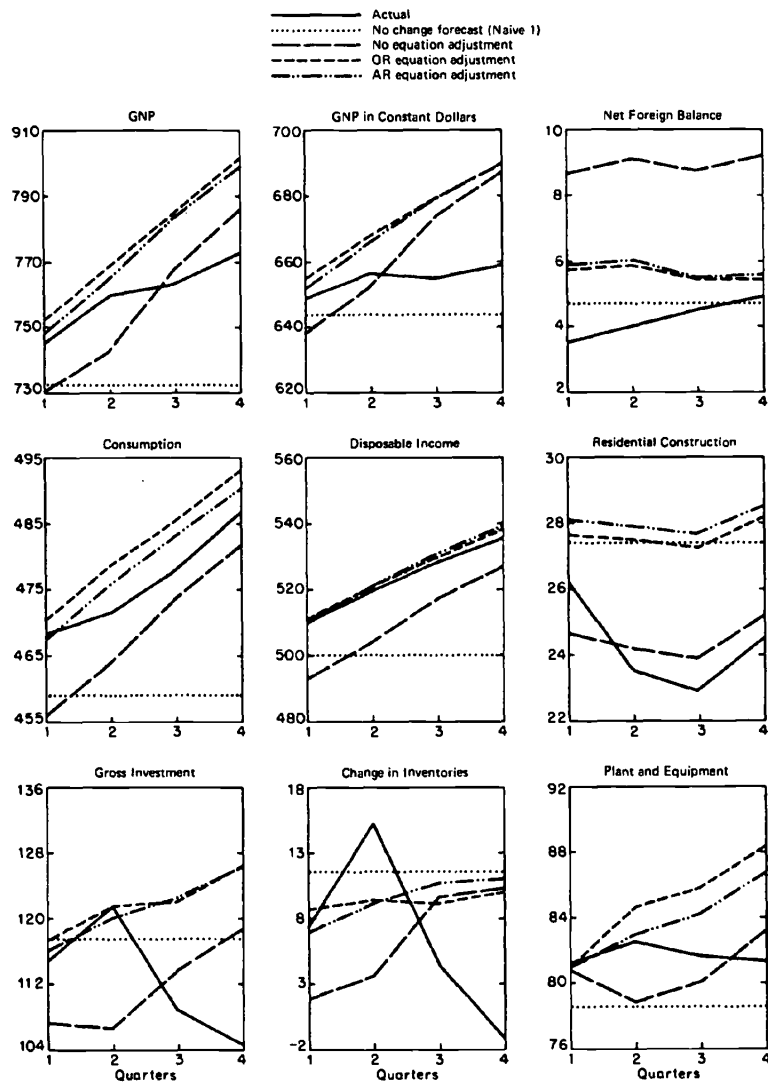 Actual
No change forecast (Naive 1)
No equation adjustment
OR equation adjustment
AR equation adjustment
GNP
910
790
770
750
730
1 2 3 4
GNP in Constant Dollars
700
680
660
640
620
1 2 3 4
Net Foreign Balance
10
8
6
4
2
1 2 3 4
Consumption
495
485
475
465
455
1 2 3 4
Disposable Income
560
540
520
500
480
1 2 3 4
Residential Construction
30
28
26
24
22
1 2 3 4
Gross Investment
136
128
120
112
104
1 2 3 4
Quarters
Change in Inventories
18
13
8
3
-2
1 2 3 4
Quarters
Plant and Equipment
92
88
84
80
76
1 2 3 4
Quarters